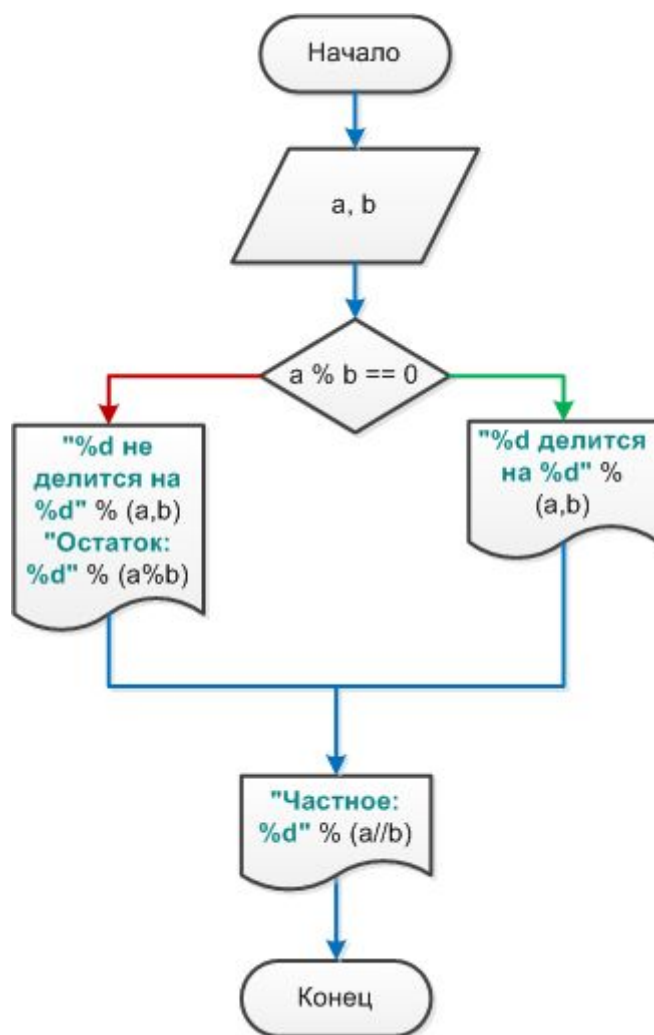 Начало
a, b
a % b == 0
"%d не
делится на
%d" % (a,b)
"Остаток:
%d" % (a%b)
"%d делится
на %d" %
(a,b)
"Частное:
%d" % (a//b)
Конец